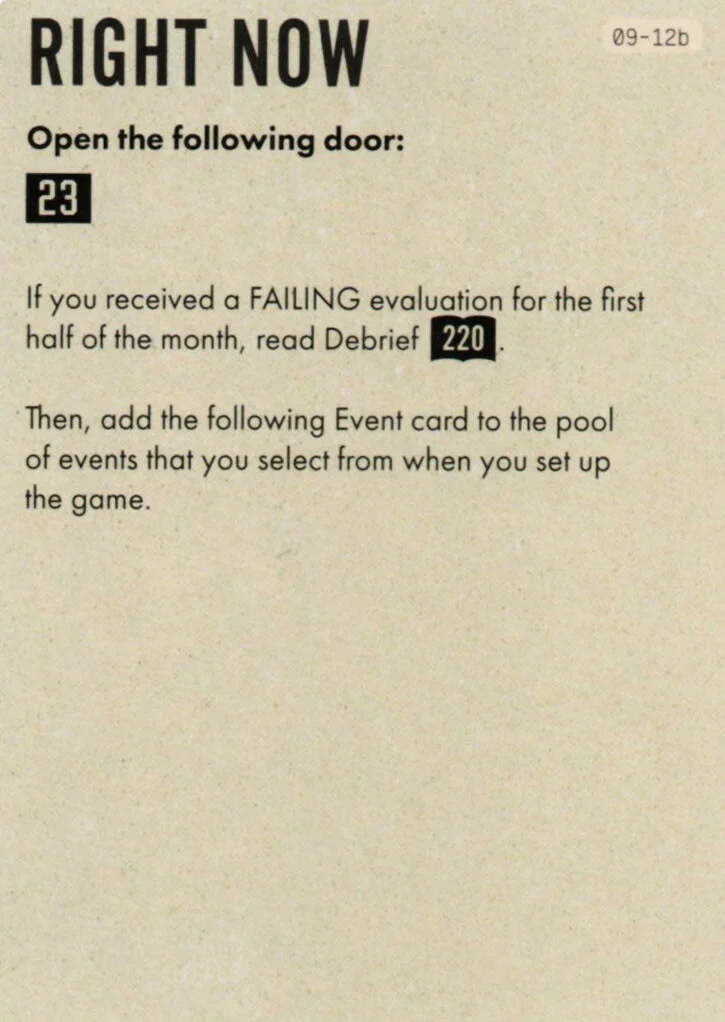 RIGHT NOW
09-12b
Open the following door:
23
If you received a FAILING evaluation for the first
half of the month, read Debrief 220.
Then, add the following Event card to the pool
of events that you select from when you set up
the game.